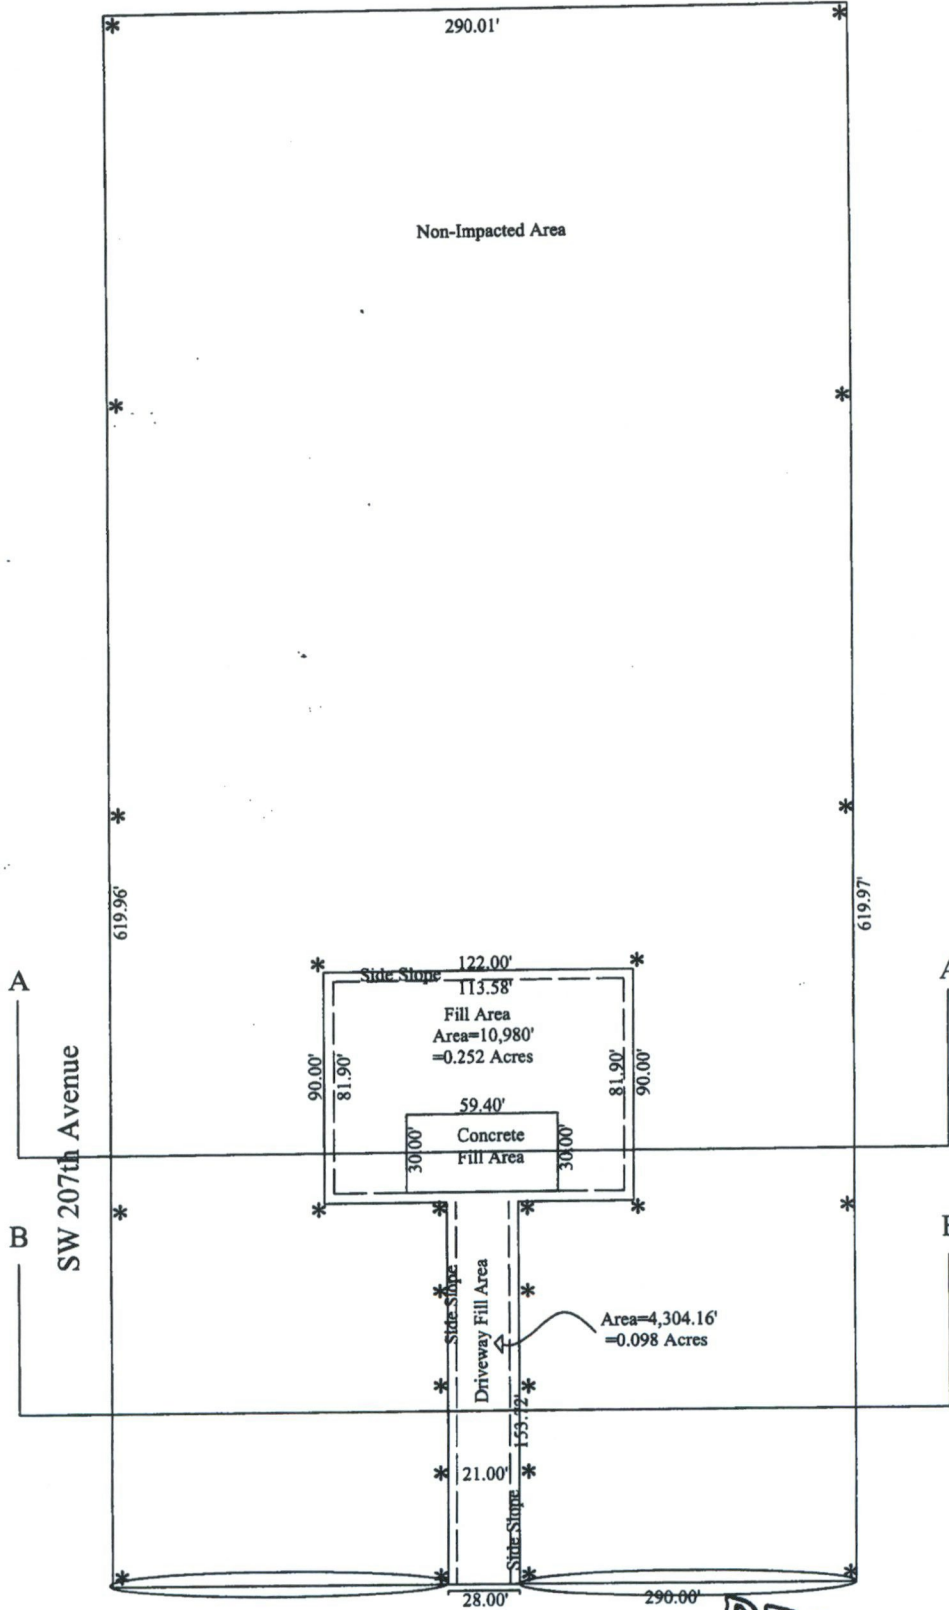 290.01'
Non-Impacted Area
619.96'
619.97'
A
A
122.00'
Side Slope
113.58'
Fill Area
Area=10,980'
=0.252 Acres
90.00'
81.90'
81.90'
90.00'
59.40'
30.00'
Concrete
Fill Area
30.00'
SW 207th Avenue
B
Side Slope
Driveway Fill Area
Area=4,304.16'
=0.098 Acres
153.72'
21.00'
Side Slope
28.00'
290.00'